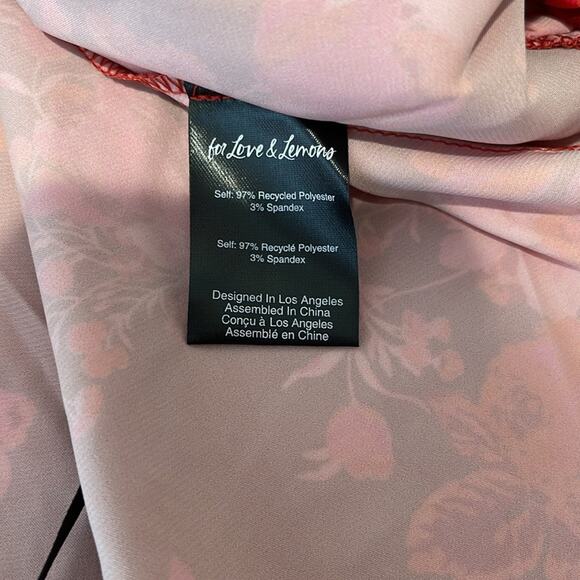 for Love & Lemons
Self: 97% Recycled Polyester
3% Spandex
Self: 97% Recyclé Polyester
3% Spandex
Designed In Los Angeles
Assembled In China
Conçu à Los Angeles
Assemblé en Chine